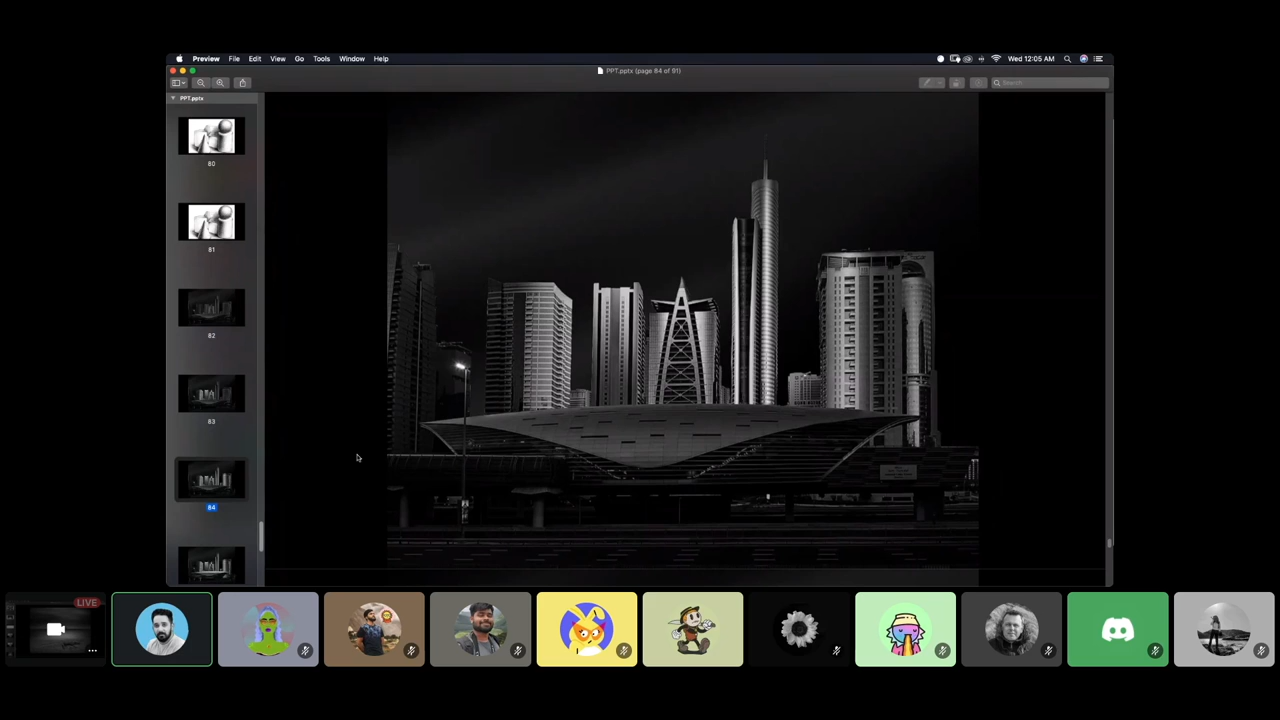 Preview File Edit View Go Tools Window Help Wed 12:05 AM
PPT.pptx (page 84 of 91)
Search
PPT.pptx
80
81
82
83
84
LIVE